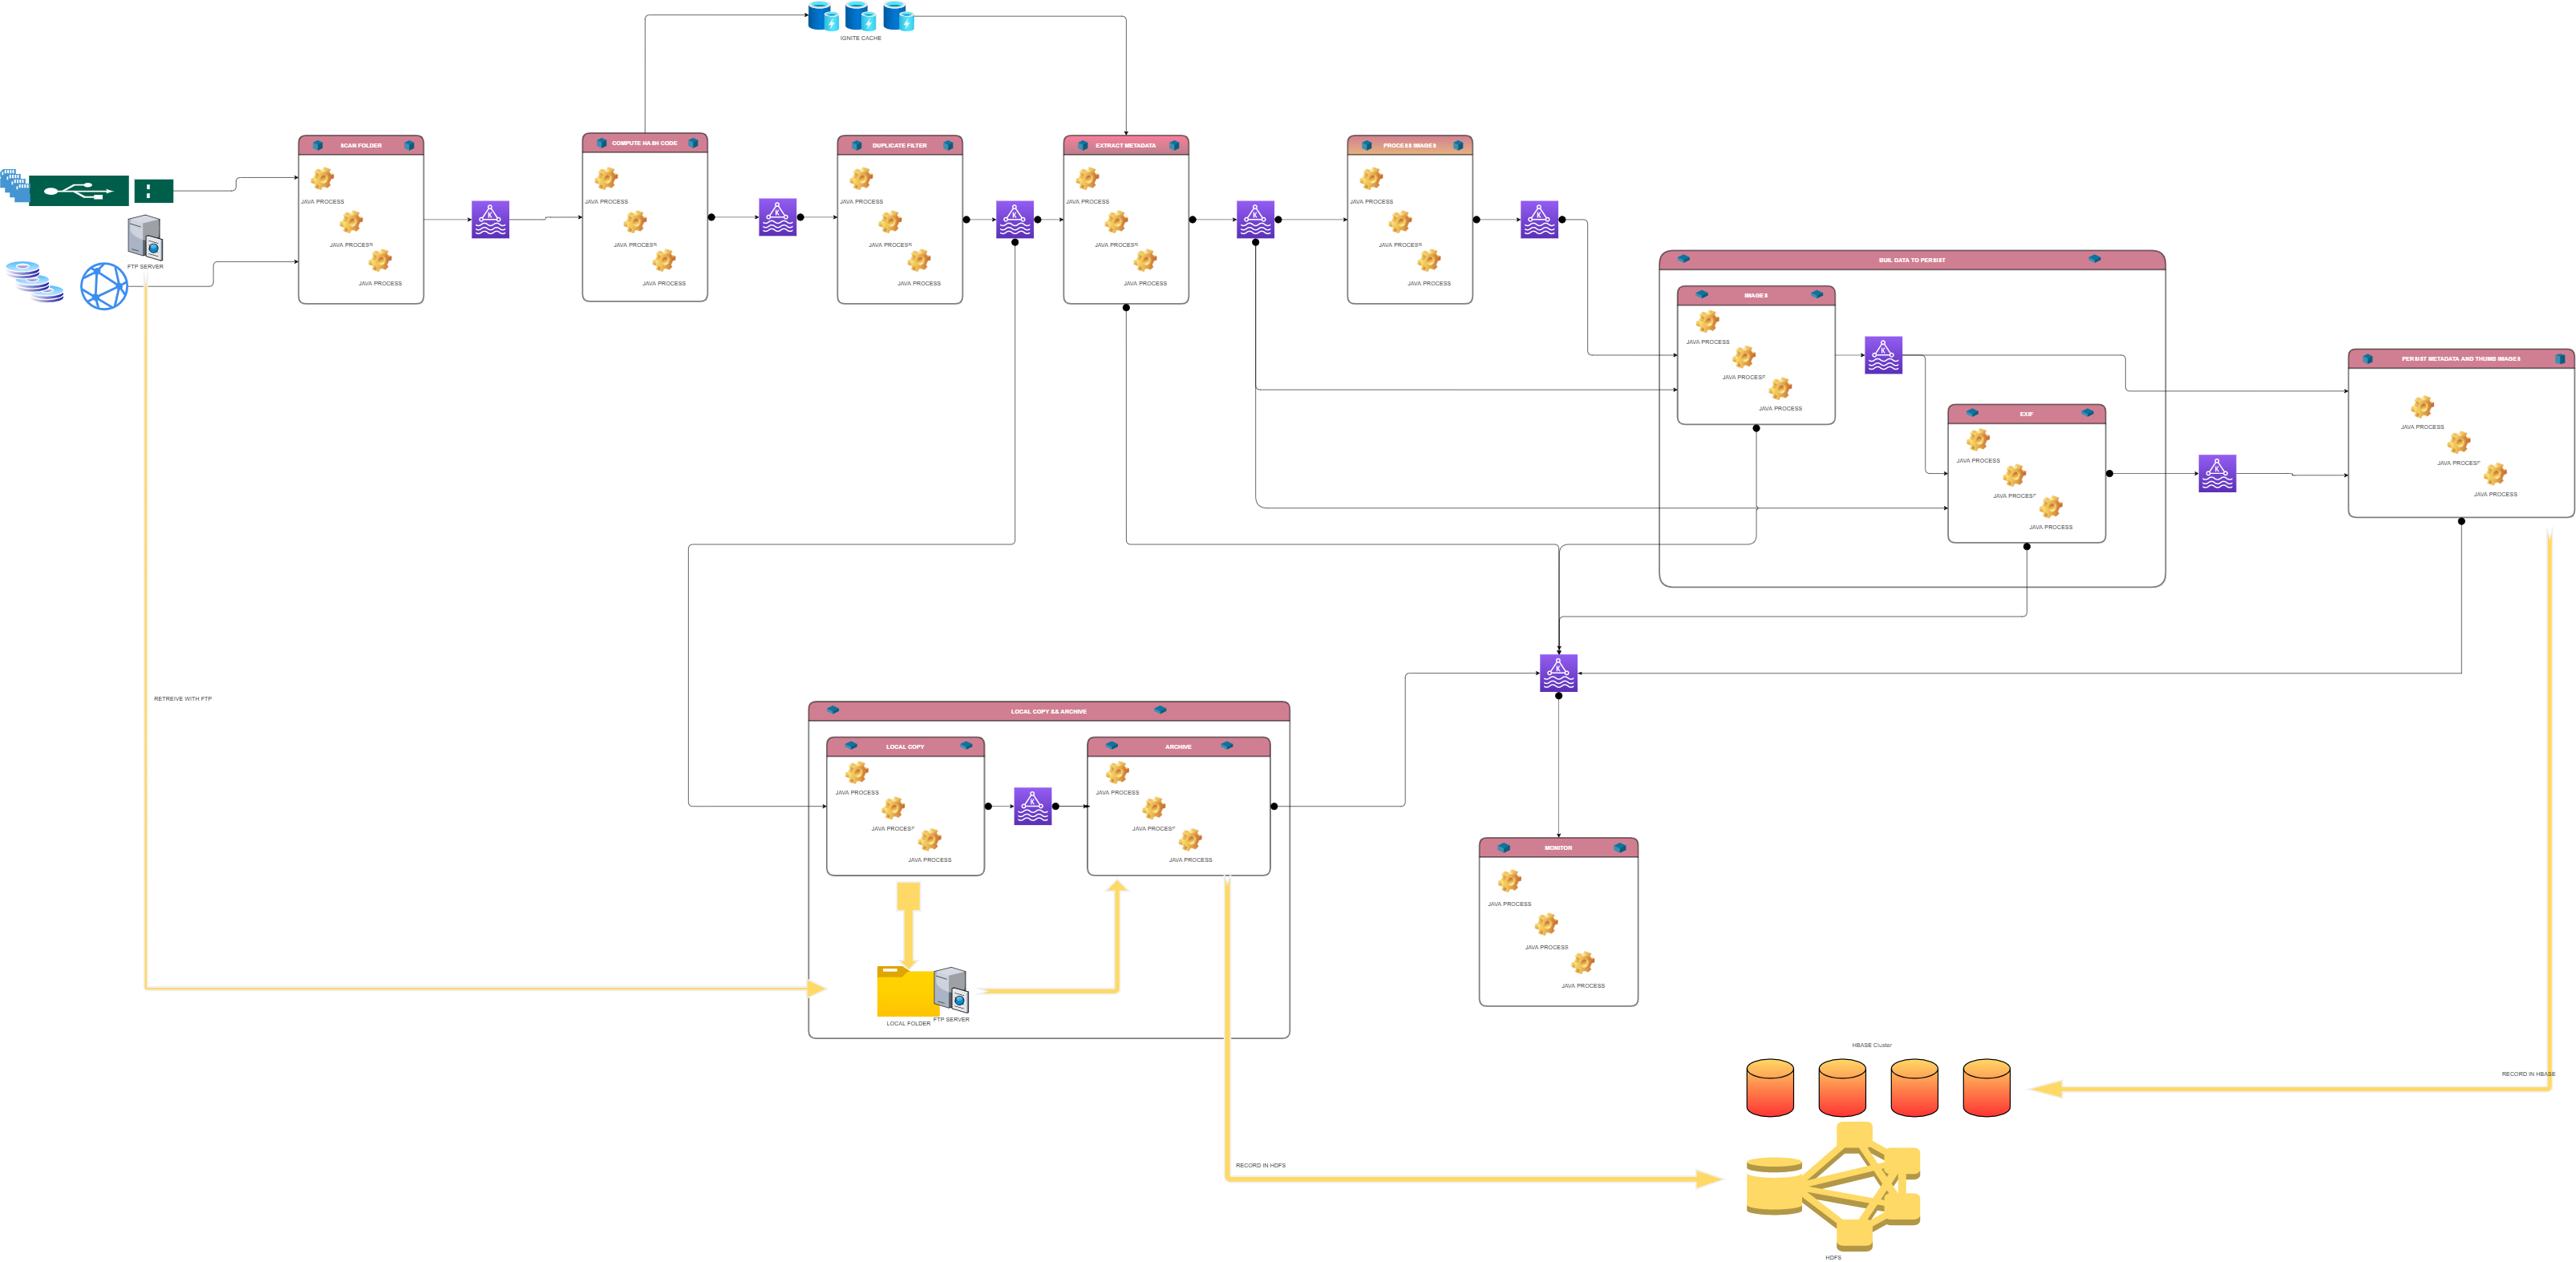 IGNITE CACHE
SCAN FOLDER
JAVA PROCESS
JAVA PROCESS
JAVA PROCESS
COMPUTE HASH CODE
JAVA PROCESS
JAVA PROCESS
JAVA PROCESS
DUPLICATE FILTER
JAVA PROCESS
JAVA PROCESS
JAVA PROCESS
EXTRACT METADATA
JAVA PROCESS
JAVA PROCESS
JAVA PROCESS
PROCESS IMAGES
JAVA PROCESS
JAVA PROCESS
JAVA PROCESS
FTP SERVER
K
K
K
K
K
BUIL DATA TO PERSIST
IMAGES
JAVA PROCESS
JAVA PROCESS
JAVA PROCESS
K
EXIF
JAVA PROCESS
JAVA PROCESS
JAVA PROCESS
K
PERSIST METADATA AND THUMB IMAGES
JAVA PROCESS
JAVA PROCESS
JAVA PROCESS
K
RETREIVE WITH FTP
LOCAL COPY && ARCHIVE
LOCAL COPY
JAVA PROCESS
JAVA PROCESS
JAVA PROCESS
K
ARCHIVE
JAVA PROCESS
JAVA PROCESS
JAVA PROCESS
LOCAL FOLDER
FTP SERVER
MONITOR
JAVA PROCESS
JAVA PROCESS
JAVA PROCESS
HBASE Cluster
RECORD IN HBASE
RECORD IN HDFS
HDFS